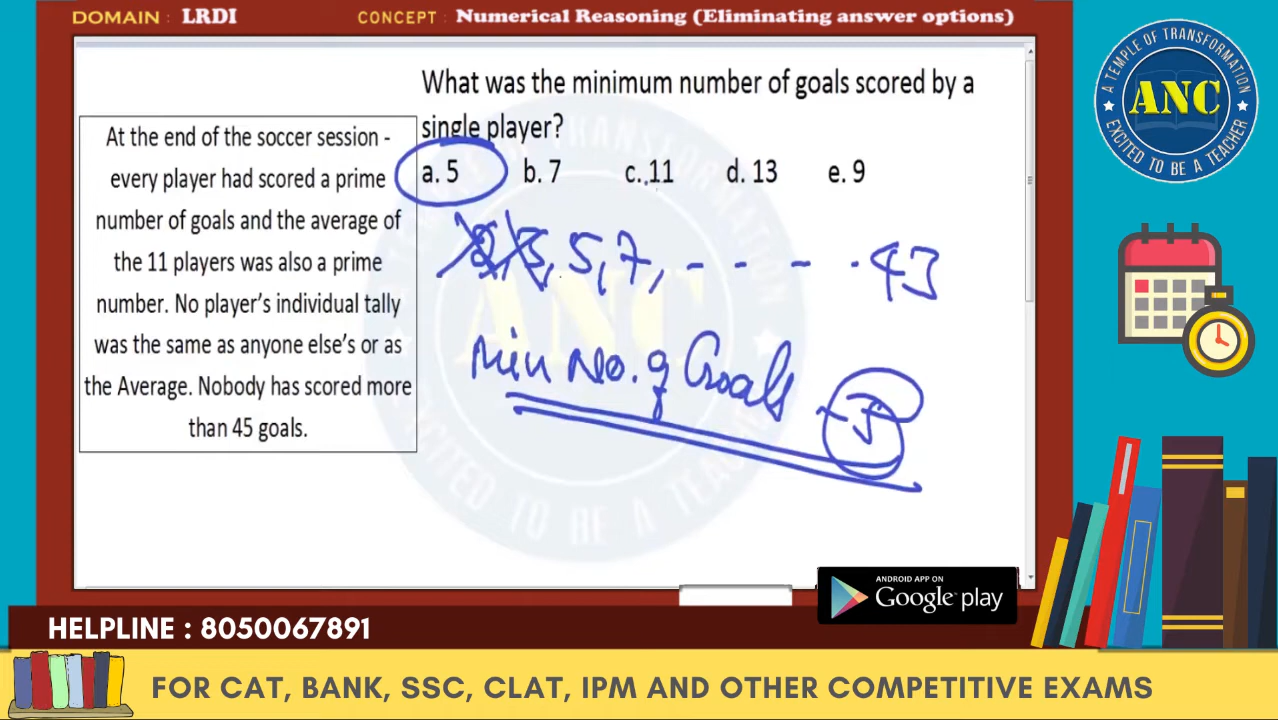 DOMAIN : LRDI
CONCEPT : Numerical Reasoning (Eliminating answer options)
A TEMPLE OF TRANSFORMATION
ANC
EXCITED TO BE A TEACHER
What was the minimum number of goals scored by a
single player?
a. 5 b. 7 c. 11 d. 13 e. 9
At the end of the soccer session -
every player had scored a prime
number of goals and the average of
the 11 players was also a prime
number. No player's individual tally
was the same as anyone else's or as
the Average. Nobody has scored more
than 45 goals.
2, 3, 5, 7, - - - - 43
Min No. of Goals - 5
ANDROID APP ON
Google play
HELPLINE : 8050067891
FOR CAT, BANK, SSC, CLAT, IPM AND OTHER COMPETITIVE EXAMS